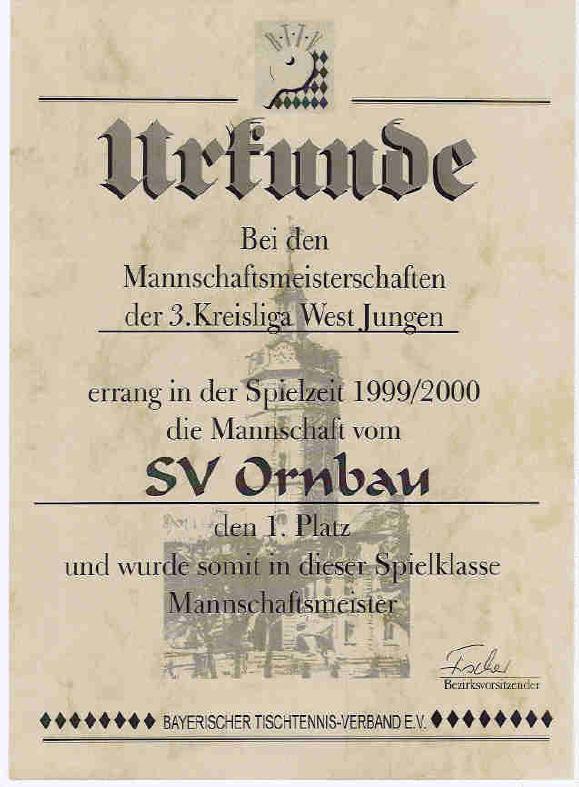 B·T·T·V
Urkunde
Bei den
Mannschaftsmeisterschaften
der 3.Kreisliga West Jungen
errang in der Spielzeit 1999/2000
die Mannschaft vom
SV Ornbau
den 1. Platz
und wurde somit in dieser Spielklasse
Mannschaftsmeister
Fischer
Bezirksvorsitzender
BAYERISCHER TISCHTENNIS-VERBAND E.V.